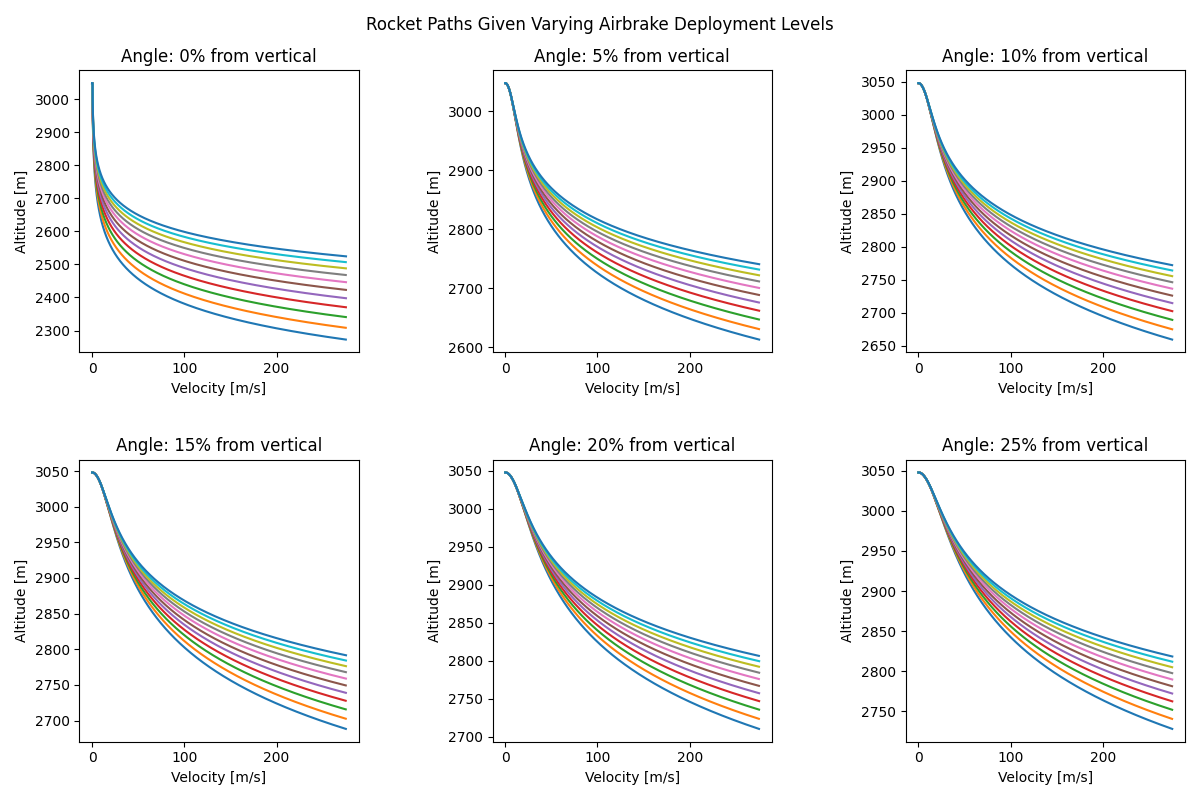 Rocket Paths Given Varying Airbrake Deployment Levels
Angle: 0% from vertical
3000
2900
2800
2700
2600
2500
2400
2300
Altitude [m]
0 100 200
Velocity [m/s]
Angle: 5% from vertical
3000
2900
2800
2700
2600
Altitude [m]
0 100 200
Velocity [m/s]
Angle: 10% from vertical
3050
3000
2950
2900
2850
2800
2750
2700
2650
Altitude [m]
0 100 200
Velocity [m/s]
Angle: 15% from vertical
3050
3000
2950
2900
2850
2800
2750
2700
Altitude [m]
0 100 200
Velocity [m/s]
Angle: 20% from vertical
3050
3000
2950
2900
2850
2800
2750
2700
Altitude [m]
0 100 200
Velocity [m/s]
Angle: 25% from vertical
3050
3000
2950
2900
2850
2800
2750
Altitude [m]
0 100 200
Velocity [m/s]